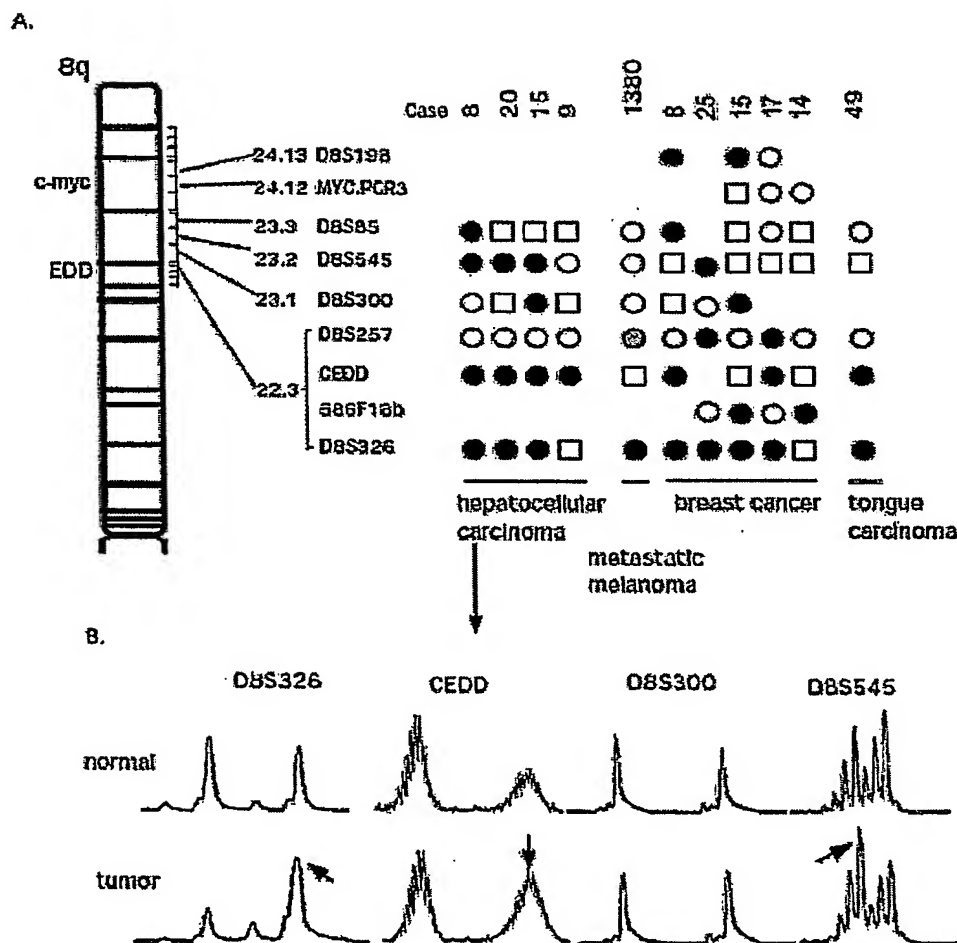 A.
8q
c-myc
EDD
Case 8 20 15 9 1380 8 25 15 17 14 49
24.13 D8S198
24.12 MYC.PCR3
23.3 D8S85
23.2 D8S545
23.1 D8S300
22.3
D8S257
CEDD
586F18b
D8S326
hepatocellular carcinoma
metastatic melanoma
breast cancer
tongue carcinoma
B.
D8S326 CEDD D8S300 D8S545
normal
tumor